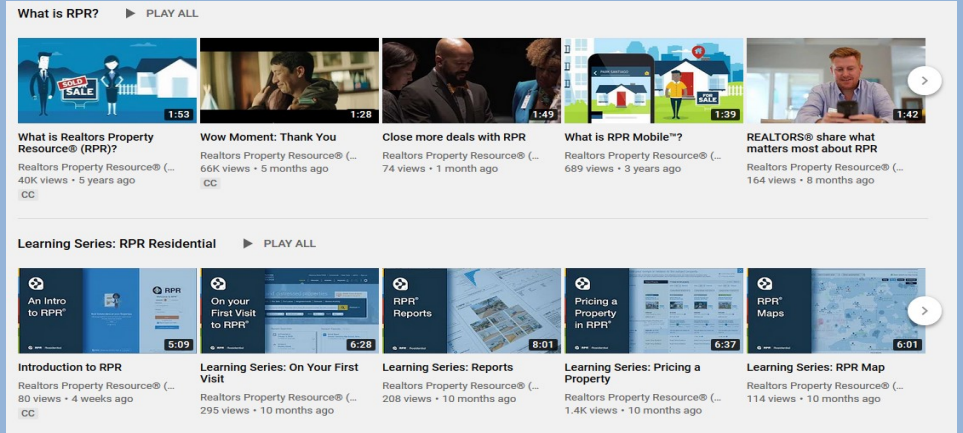 What is RPR? PLAY ALL
SOLD
SALE
1:53
1:28
1:49
FOR
SALE
1:39
1:42
What is Realtors Property
Resource® (RPR)?
Realtors Property Resource® (...
40K views • 5 years ago
CC
Wow Moment: Thank You
Realtors Property Resource® (...
66K views • 5 months ago
CC
Close more deals with RPR
Realtors Property Resource® (...
74 views • 1 month ago
What is RPR Mobile™?
Realtors Property Resource® (...
689 views • 3 years ago
REALTORS® share what
matters most about RPR
Realtors Property Resource® (...
164 views • 8 months ago
Learning Series: RPR Residential PLAY ALL
An Intro
to RPR®
RPR
5:09
On your
First Visit
to RPR®
6:28
RPR®
Reports
8:01
Pricing a
Property
in RPR®
6:37
RPR®
Maps
6:01
Introduction to RPR
Realtors Property Resource® (...
80 views • 4 weeks ago
CC
Learning Series: On Your First
Visit
Realtors Property Resource® (...
295 views • 10 months ago
Learning Series: Reports
Realtors Property Resource® (...
208 views • 10 months ago
Learning Series: Pricing a
Property
Realtors Property Resource® (...
1.4K views • 10 months ago
Learning Series: RPR Map
Realtors Property Resource® (...
114 views • 10 months ago